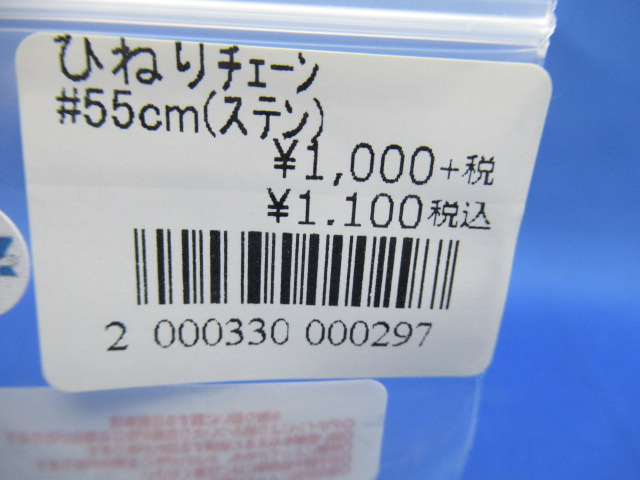 ひねりチェーン
#55cm(ステン)
¥1,000+税
¥1.100税込
2 000330 000297